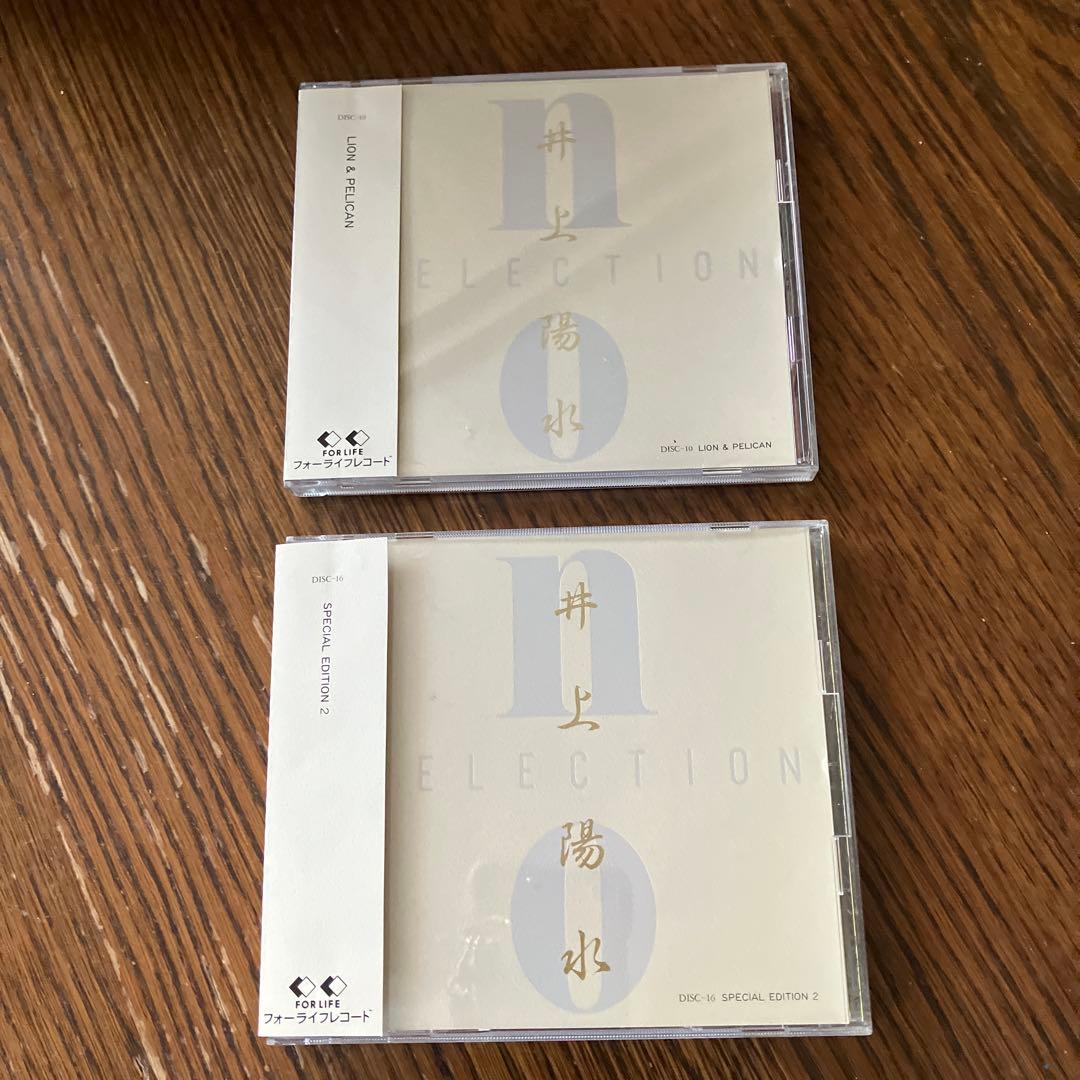 DISC-10
LION & PELICAN
FOR LIFE
フォーライフレコード
n
井上陽水
ELECTION
O
DISC-10 LION & PELICAN
DISC-16
SPECIAL EDITION 2
FOR LIFE
フォーライフレコード
n
井上陽水
ELECTION
O
DISC-16 SPECIAL EDITION 2